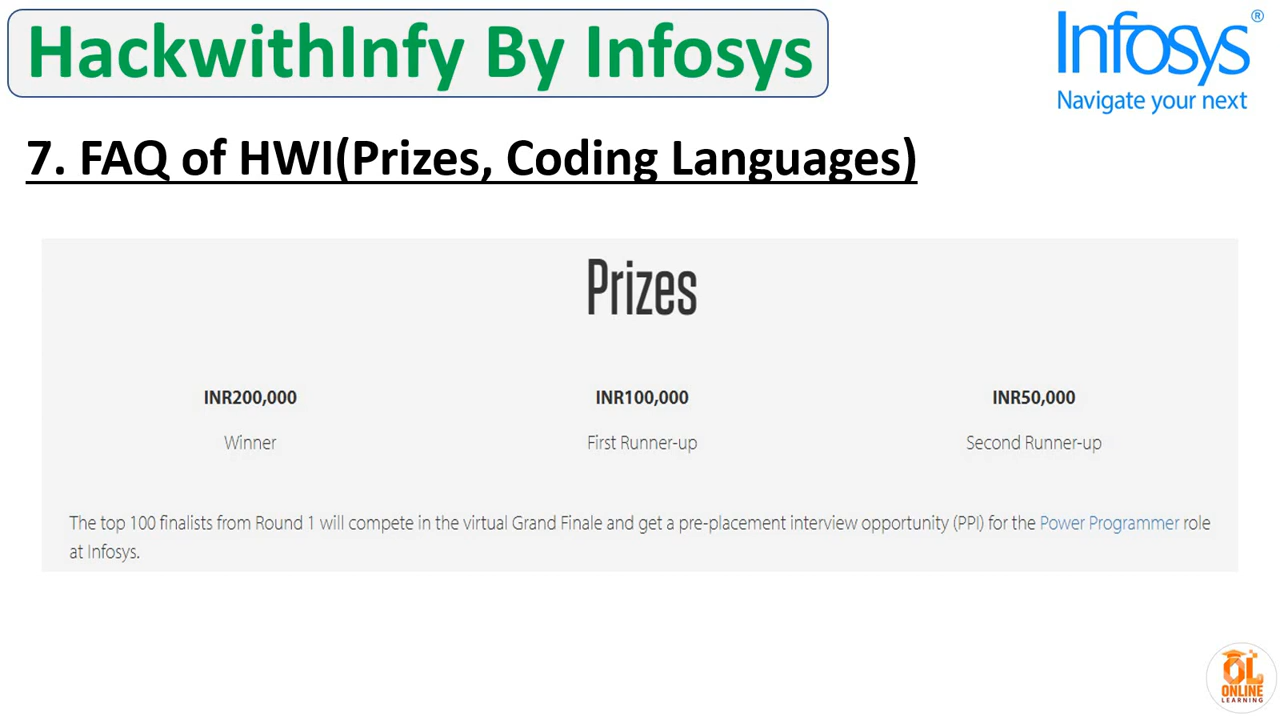 HackwithInfy By Infosys
Infosys®
Navigate your next
7. FAQ of HWI(Prizes, Coding Languages)
Prizes
INR200,000 INR100,000 INR50,000
Winner First Runner-up Second Runner-up
The top 100 finalists from Round 1 will compete in the virtual Grand Finale and get a pre-placement interview opportunity (PPI) for the Power Programmer role
at Infosys.
OL
ONLINE
LEARNING